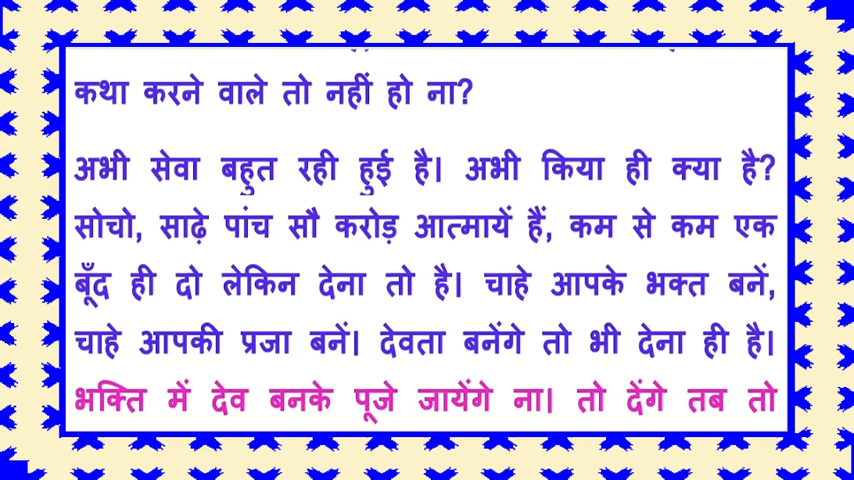 कथा करने वाले तो नहीं हो ना?
अभी सेवा बहुत रही हुई है। अभी किया ही क्या है?
सोचो, साढ़े पांच सौ करोड़ आत्मायें हैं, कम से कम एक
बूँद ही दो लेकिन देना तो है। चाहे आपके भक्त बनें,
चाहे आपकी प्रजा बनें। देवता बनेंगे तो भी देना ही है।
भक्ति में देव बनके पूजे जायेंगे ना। तो देंगे तब तो